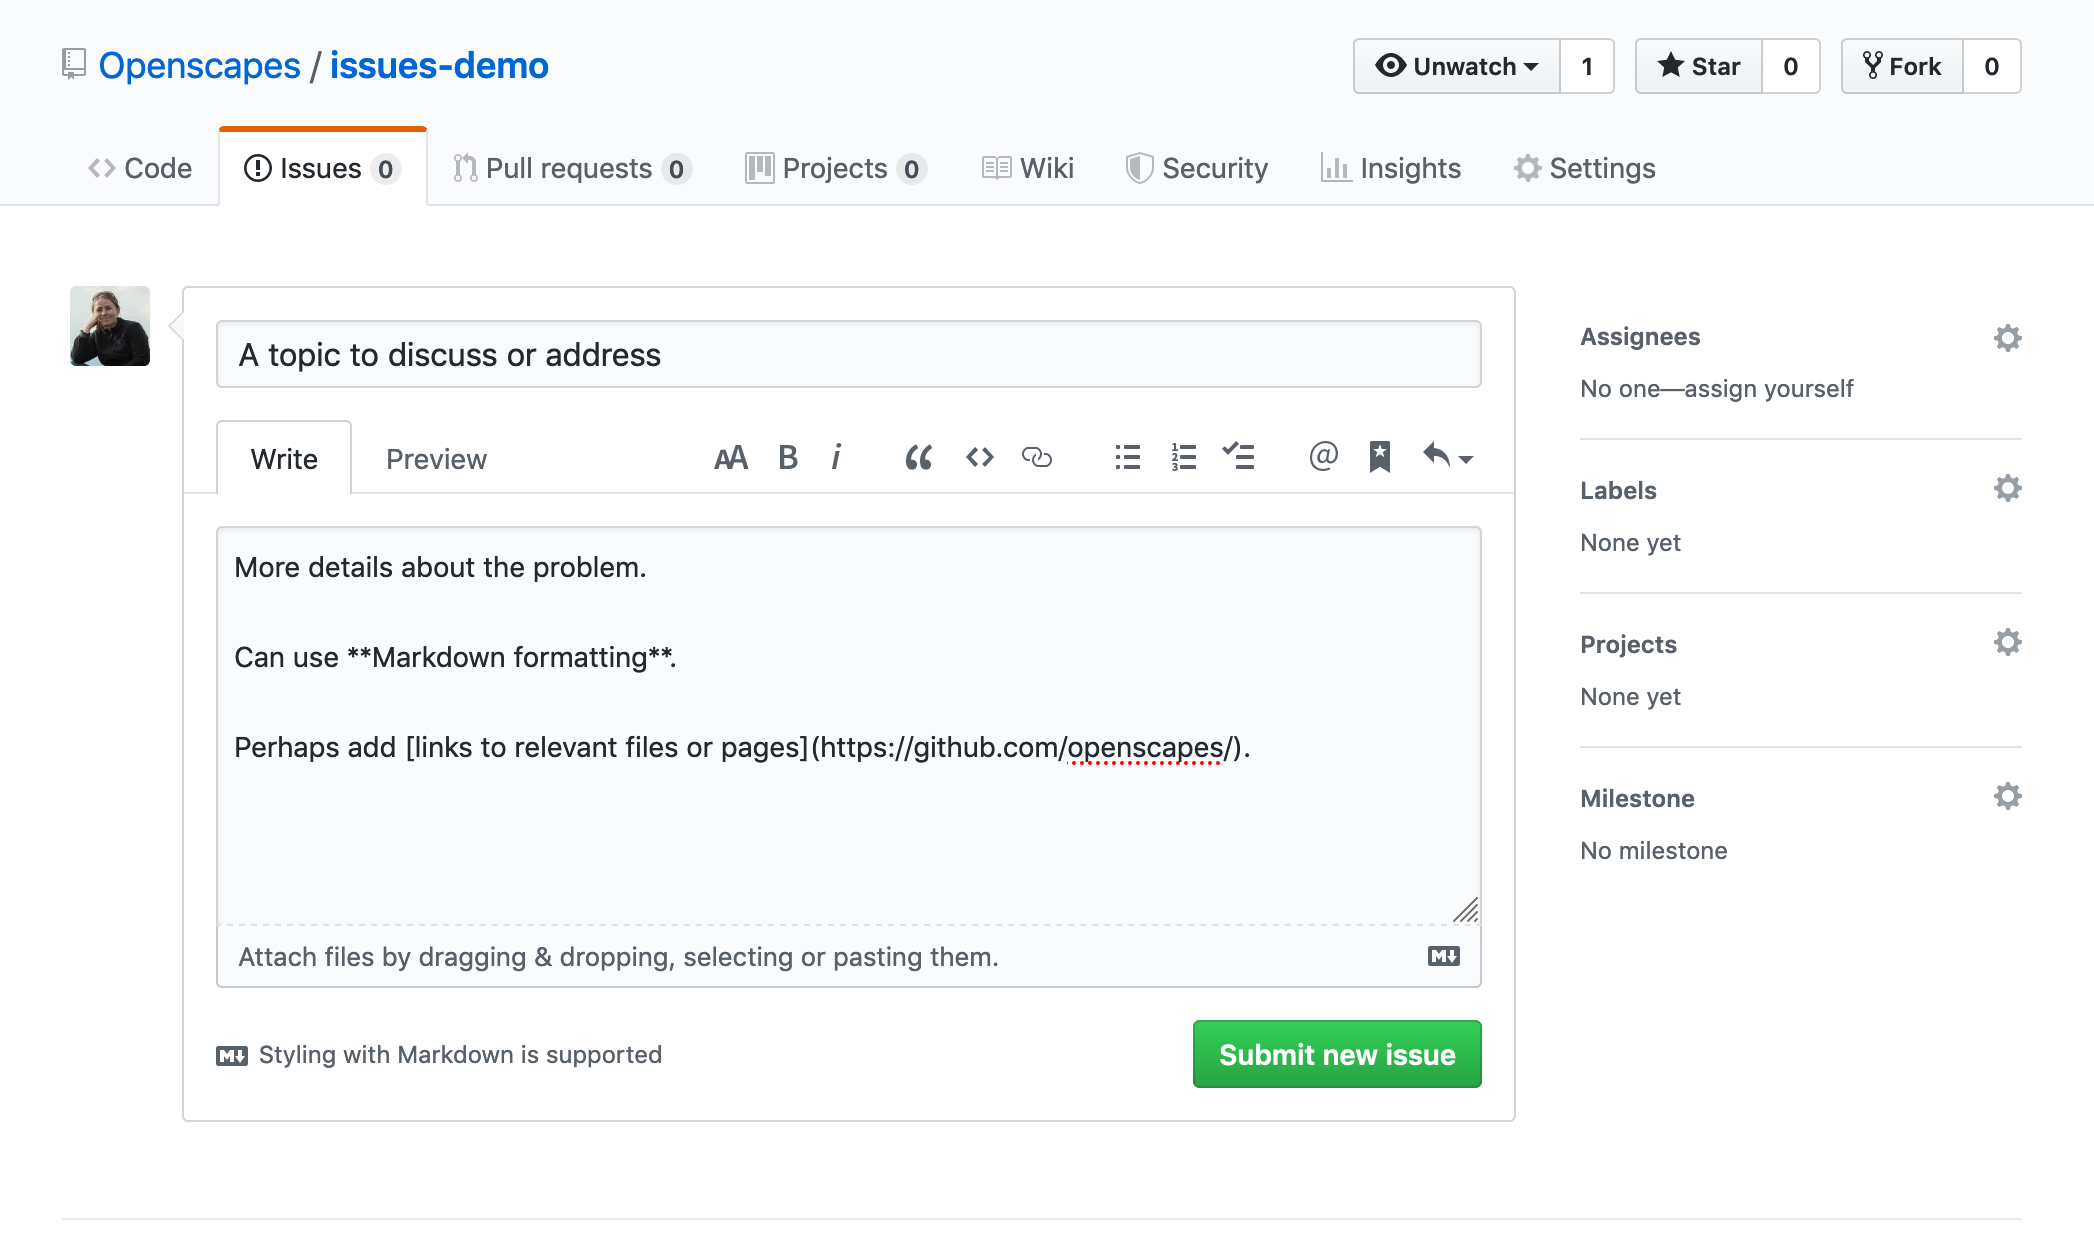 Openscapes / issues-demo
Unwatch 1
Star 0
Fork 0
Code
Issues 0
Pull requests 0
Projects 0
Wiki
Security
Insights
Settings
A topic to discuss or address
Write
Preview
AA B i
@
More details about the problem.
Can use **Markdown formatting**.
Perhaps add [links to relevant files or pages](https://github.com/openscapes/).
Attach files by dragging & dropping, selecting or pasting them.
Styling with Markdown is supported
Submit new issue
Assignees
No one—assign yourself
Labels
None yet
Projects
None yet
Milestone
No milestone